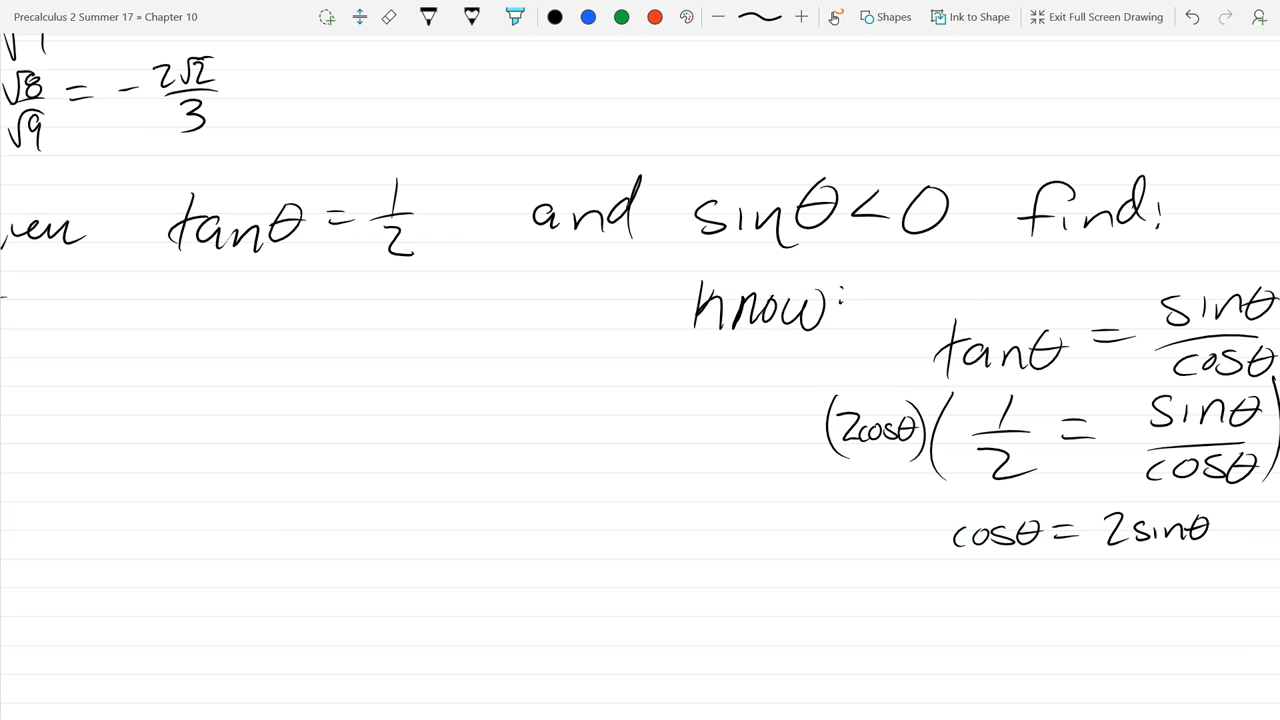 Precalculus 2 Summer 17 » Chapter 10 Shapes Ink to Shape Exit Full Screen Drawing
√8/√9 = - 2√2/3
tanθ = 1/2 and sinθ < 0 find:
know:
tanθ = sinθ/cosθ
(2cosθ)(1/2 = sinθ/cosθ)
cosθ = 2sinθ